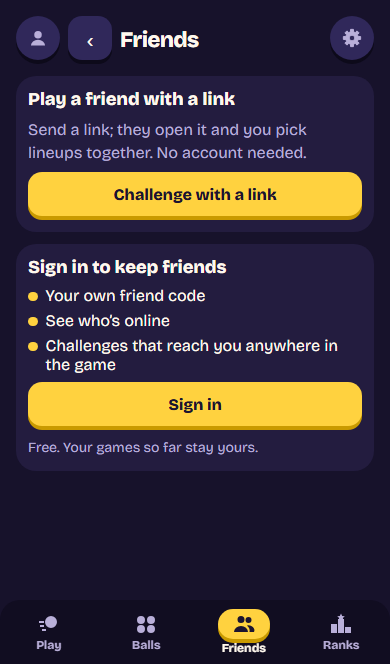 Friends
Play a friend with a link
Send a link; they open it and you pick
lineups together. No account needed.
Challenge with a link
Sign in to keep friends
Your own friend code
See who's online
Challenges that reach you anywhere in
the game
Sign in
Free. Your games so far stay yours.
Play
Balls
Friends
Ranks